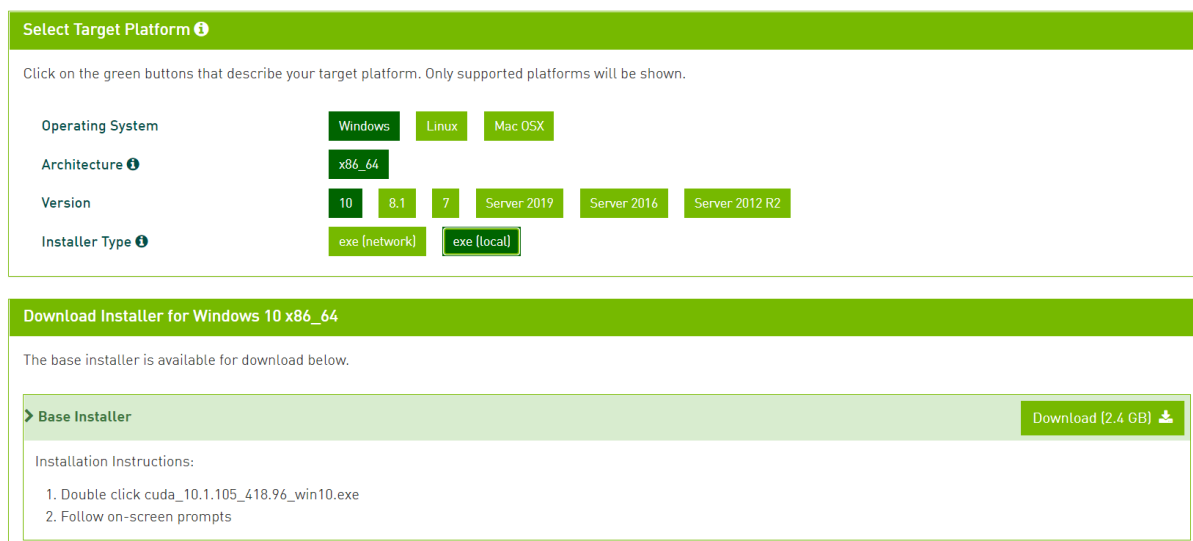 Select Target Platform
Click on the green buttons that describe your target platform. Only supported platforms will be shown.
Operating System Windows Linux Mac OSX
Architecture x86_64
Version 10 8.1 7 Server 2019 Server 2016 Server 2012 R2
Installer Type exe [network] exe [local]
Download Installer for Windows 10 x86_64
The base installer is available for download below.
Base Installer Download [2.4 GB]
Installation Instructions:
1. Double click cuda_10.1.105_418.96_win10.exe
2. Follow on-screen prompts